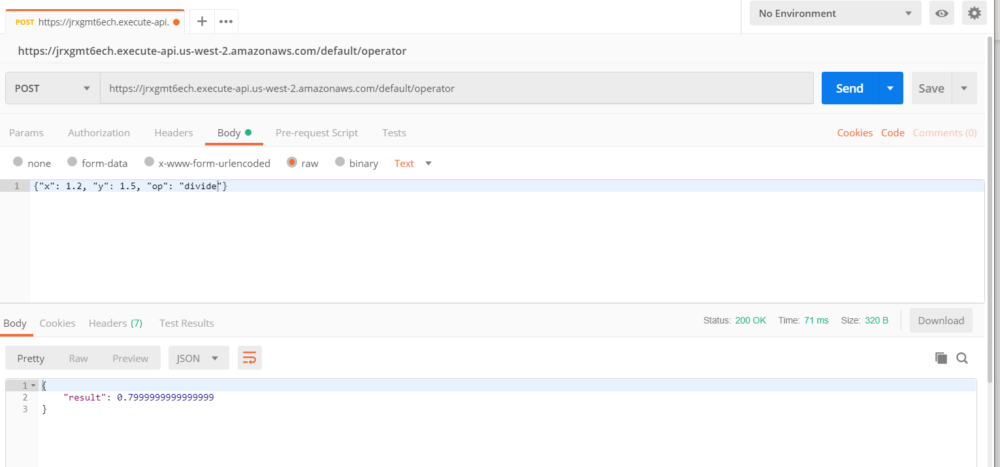 POST https://jrxgmt6ech.execute-api.
No Environment
https://jrxgmt6ech.execute-api.us-west-2.amazonaws.com/default/operator
POST https://jrxgmt6ech.execute-api.us-west-2.amazonaws.com/default/operator Send Save
Params Authorization Headers Body Pre-request Script Tests Cookies Code Comments (0)
none form-data x-www-form-urlencoded raw binary Text
1 {"x": 1.2, "y": 1.5, "op": "divide"}
Body Cookies Headers (7) Test Results Status: 200 OK Time: 71 ms Size: 320 B Download
Pretty Raw Preview JSON
1 {
2 "result": 0.7999999999999999
3 }